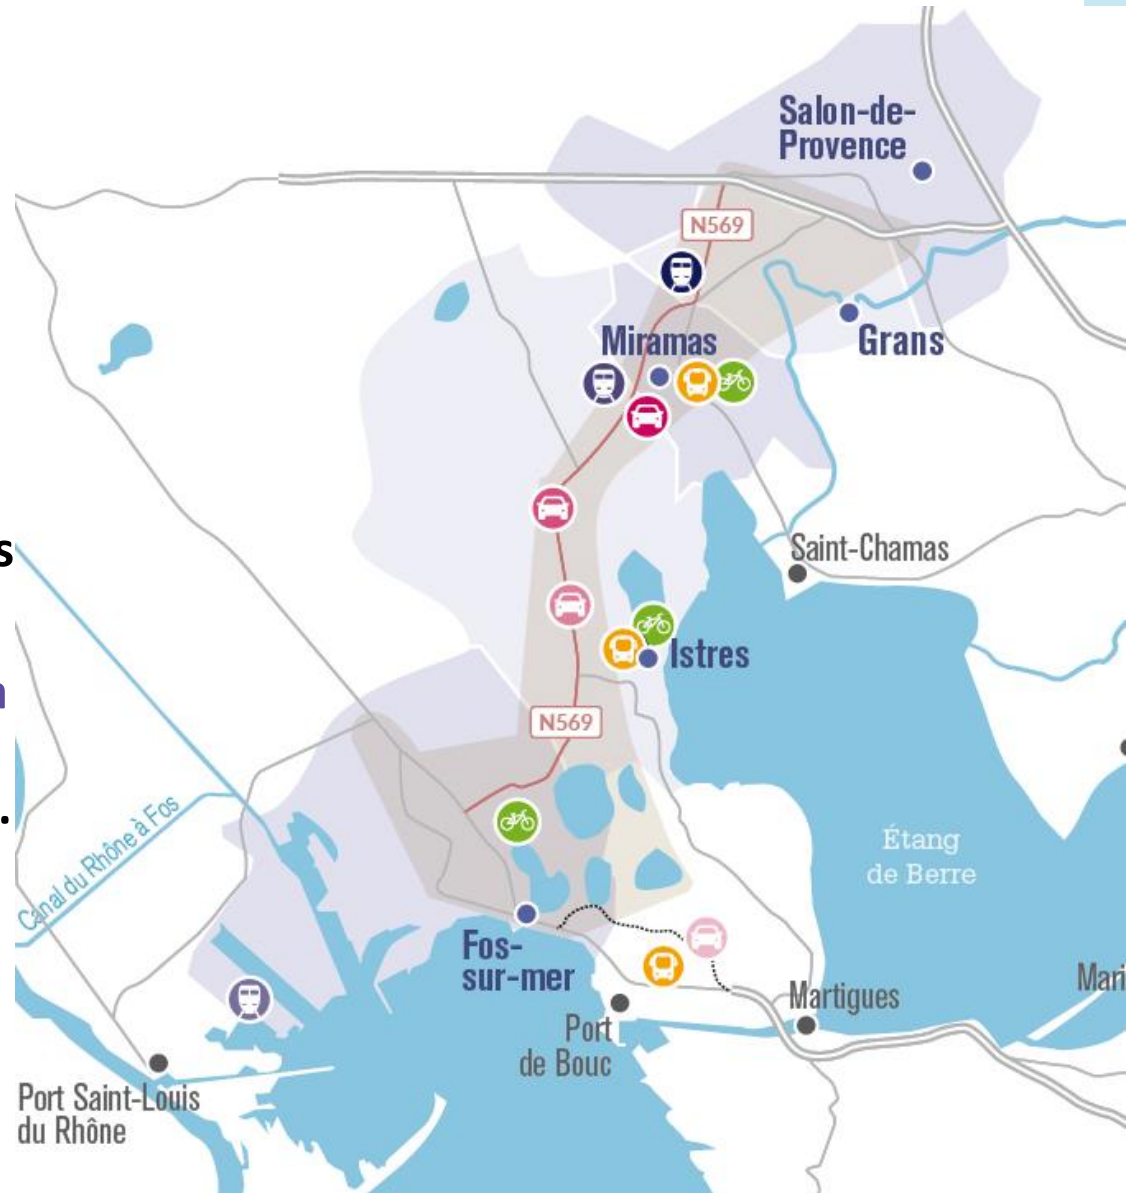 Salon-de-
Provence
N569
Miramas
Grans
s
Saint-Chamas
Istres
N569
.
Canal du Rhône à Fos
Étang
de Berre
Fos-
sur-mer
Port
de Bouc
Martigues
Mari
Port Saint-Louis
du Rhône